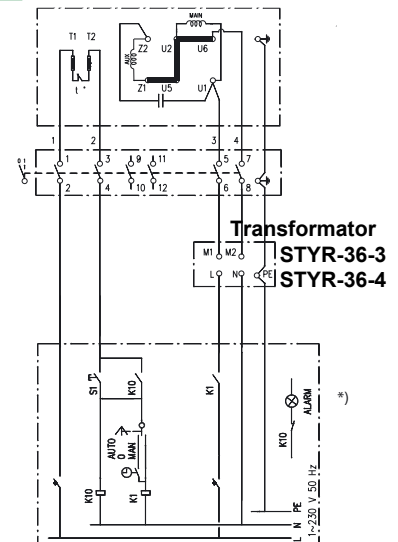 MAIN
T1 T2 Z2 U2 U6
AUX
t°
Z1 U5 U1
1 2 3 4
0 1
1 3 9 11 5 7
2 4 10 12 6 8
Transformator
M1 M2 STYR-36-3
L N PE STYR-36-4
S1 K10 K1 ALARM *)
AUTO
0
MAN
K10
K10 K1
PE
N
L 1~230 V 50 Hz